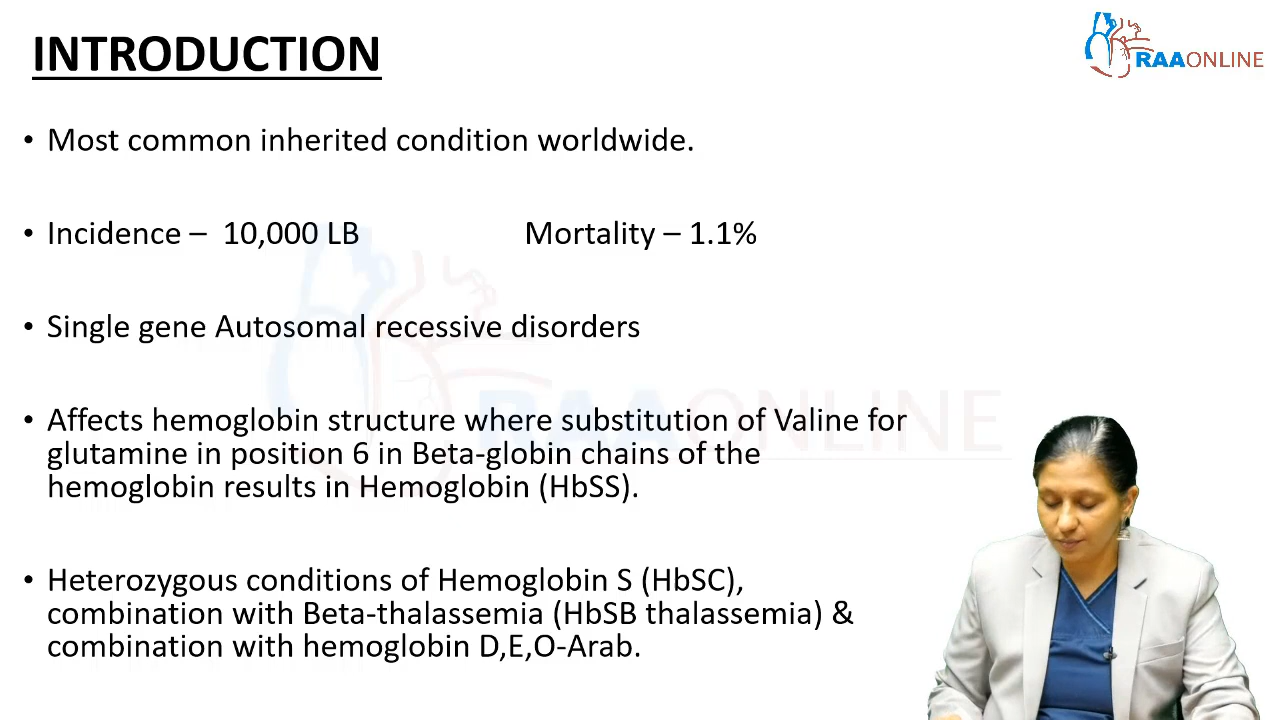 INTRODUCTION
RAAONLINE
• Most common inherited condition worldwide.
• Incidence – 10,000 LB Mortality – 1.1%
• Single gene Autosomal recessive disorders
RAAONLINE
• Affects hemoglobin structure where substitution of Valine for
glutamine in position 6 in Beta-globin chains of the
hemoglobin results in Hemoglobin (HbSS).
• Heterozygous conditions of Hemoglobin S (HbSC),
combination with Beta-thalassemia (HbSB thalassemia) &
combination with hemoglobin D,E,O-Arab.